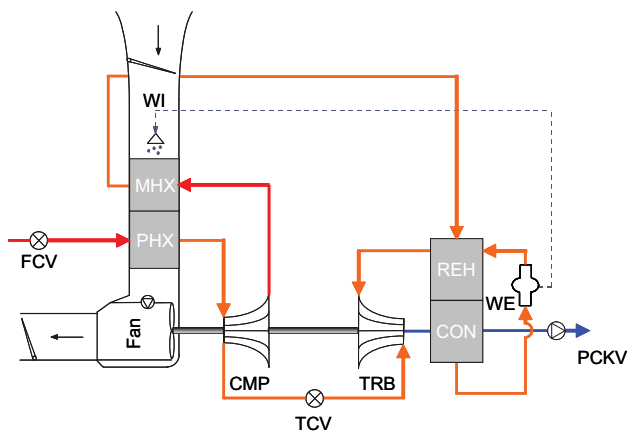 WI
MHX
PHX
FCV
Fan
CMP
TCV
TRB
REH
WE
CON
PCKV